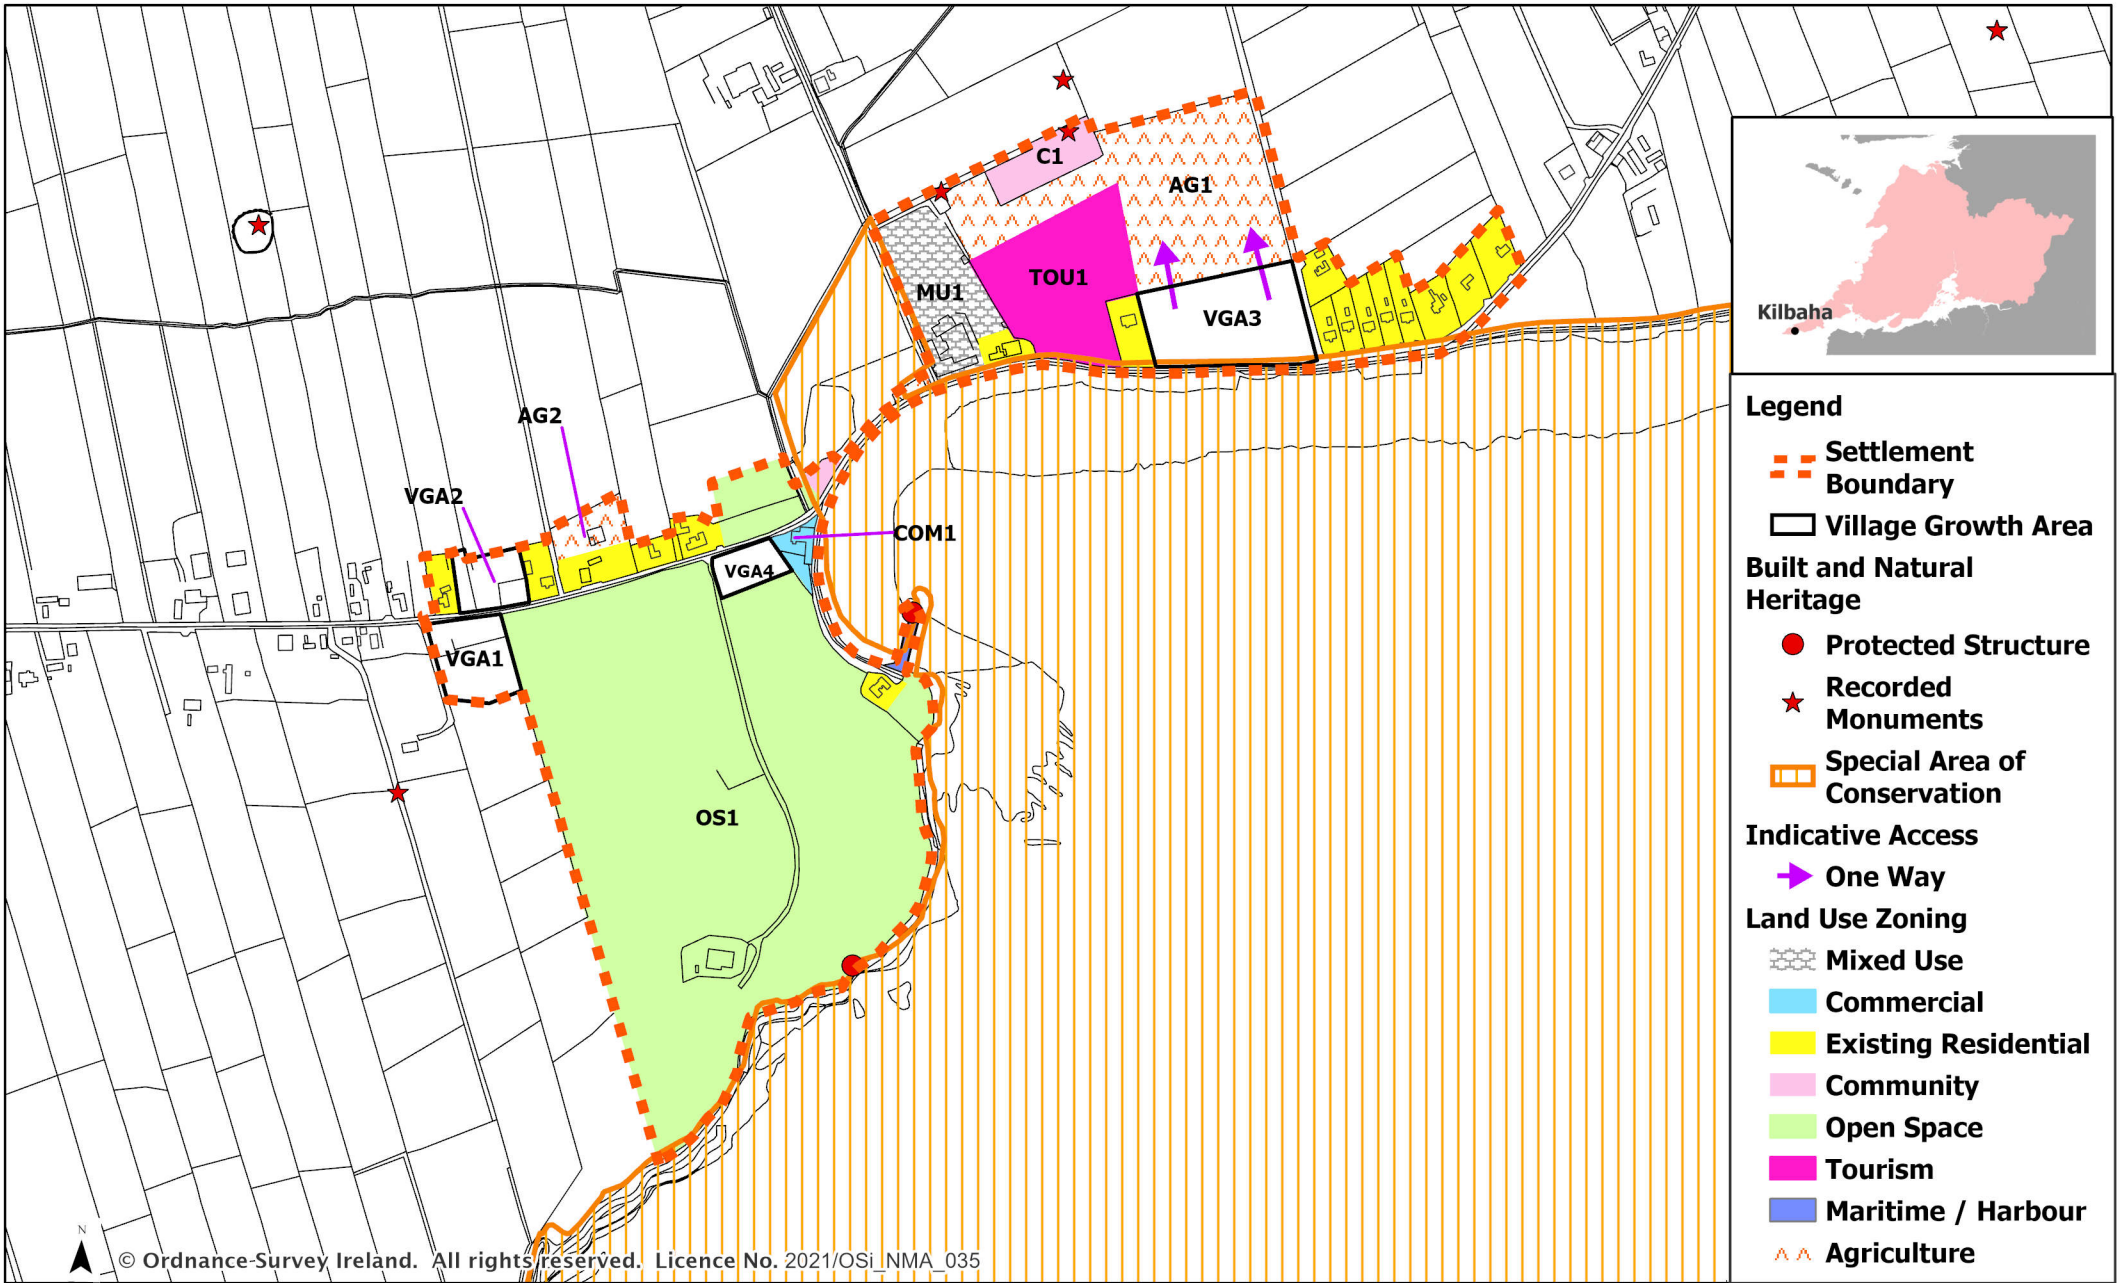 C1
AG1
MU1
TOU1
VGA3
AG2
VGA2
COM1
VGA4
VGA1
OS1
Kilbaha
Legend
Settlement
Boundary
Village Growth Area
Built and Natural
Heritage
Protected Structure
Recorded
Monuments
Special Area of
Conservation
Indicative Access
One Way
Land Use Zoning
Mixed Use
Commercial
Existing Residential
Community
Open Space
Tourism
Maritime / Harbour
Agriculture
N
© Ordnance-Survey Ireland. All rights reserved. Licence No. 2021/OSi_NMA_035